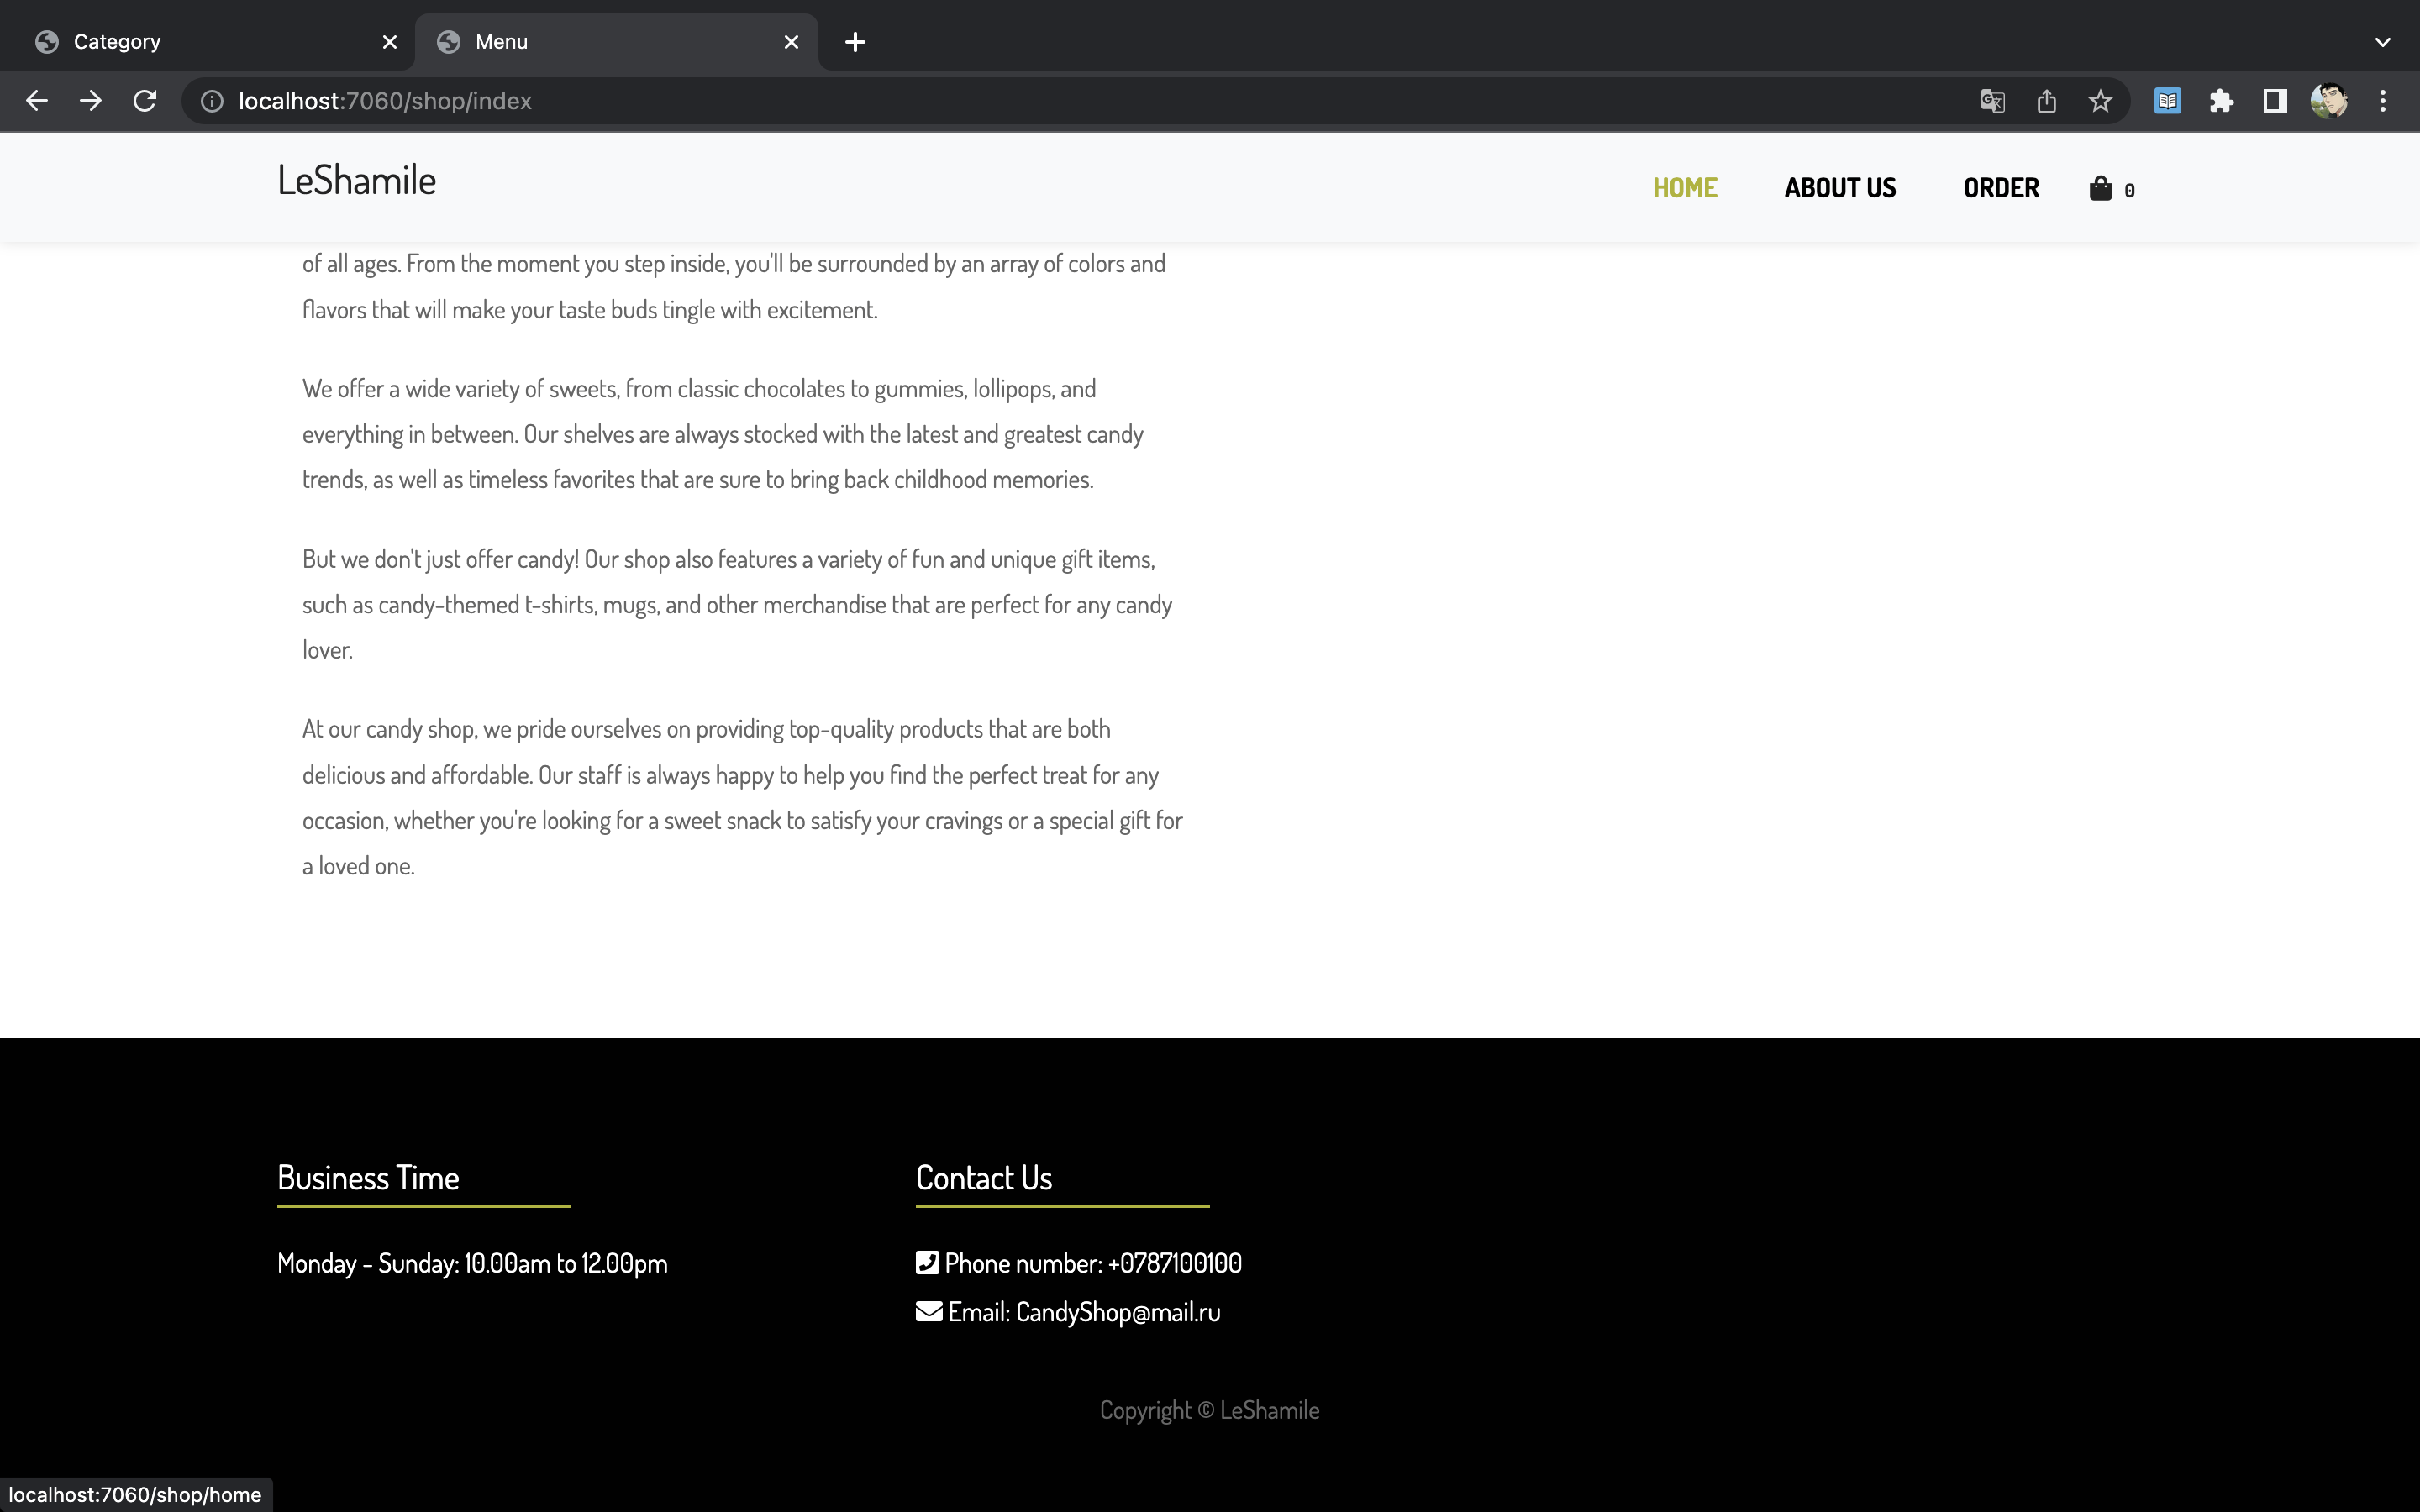 Category
Menu
localhost:7060/shop/index
LeShamile
HOME
ABOUT US
ORDER
0
of all ages. From the moment you step inside, you'll be surrounded by an array of colors and
flavors that will make your taste buds tingle with excitement.
We offer a wide variety of sweets, from classic chocolates to gummies, lollipops, and
everything in between. Our shelves are always stocked with the latest and greatest candy
trends, as well as timeless favorites that are sure to bring back childhood memories.
But we don't just offer candy! Our shop also features a variety of fun and unique gift items,
such as candy-themed t-shirts, mugs, and other merchandise that are perfect for any candy
lover.
At our candy shop, we pride ourselves on providing top-quality products that are both
delicious and affordable. Our staff is always happy to help you find the perfect treat for any
occasion, whether you're looking for a sweet snack to satisfy your cravings or a special gift for
a loved one.
Business Time
Monday - Sunday: 10.00am to 12.00pm
Contact Us
Phone number: +0787100100
Email: CandyShop@mail.ru
Copyright © LeShamile
localhost:7060/shop/home